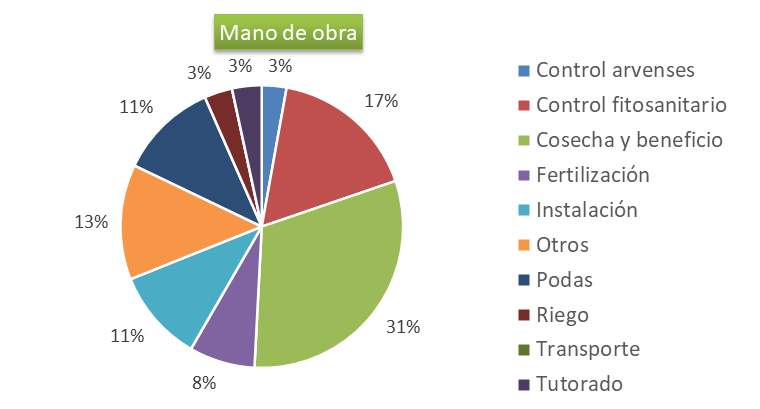 Mano de obra
3%
3%
3%
17%
11%
13%
31%
11%
8%
Control arvenses
Control fitosanitario
Cosecha y beneficio
Fertilización
Instalación
Otros
Podas
Riego
Transporte
Tutorado